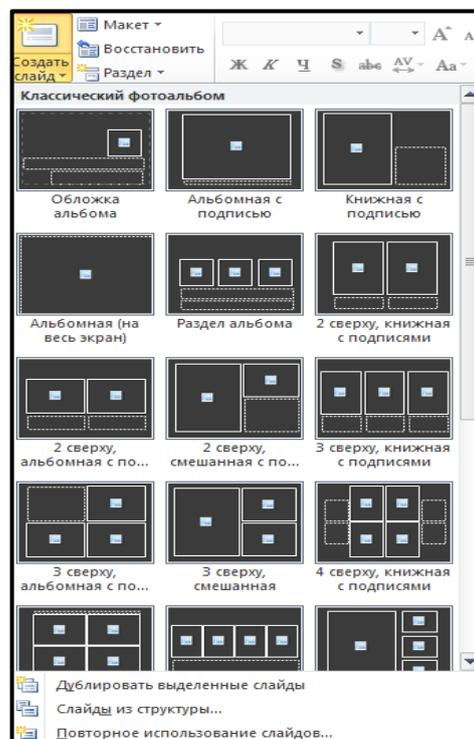 Макет
Создать
слайд
Восстановить
Раздел
Ж К Ч S abc AV Aa
A A
Классический фотоальбом
Обложка
альбома
Альбомная с
подписью
Книжная с
подписью
Альбомная (на
весь экран)
Раздел альбома
2 сверху, книжная
с подписями
2 сверху,
альбомная с по...
2 сверху,
смешанная с по...
3 сверху, книжная
с подписями
3 сверху,
альбомная с по...
3 сверху,
смешанная
4 сверху, книжная
с подписями
Дублировать выделенные слайды
Слайды из структуры...
Повторное использование слайдов...